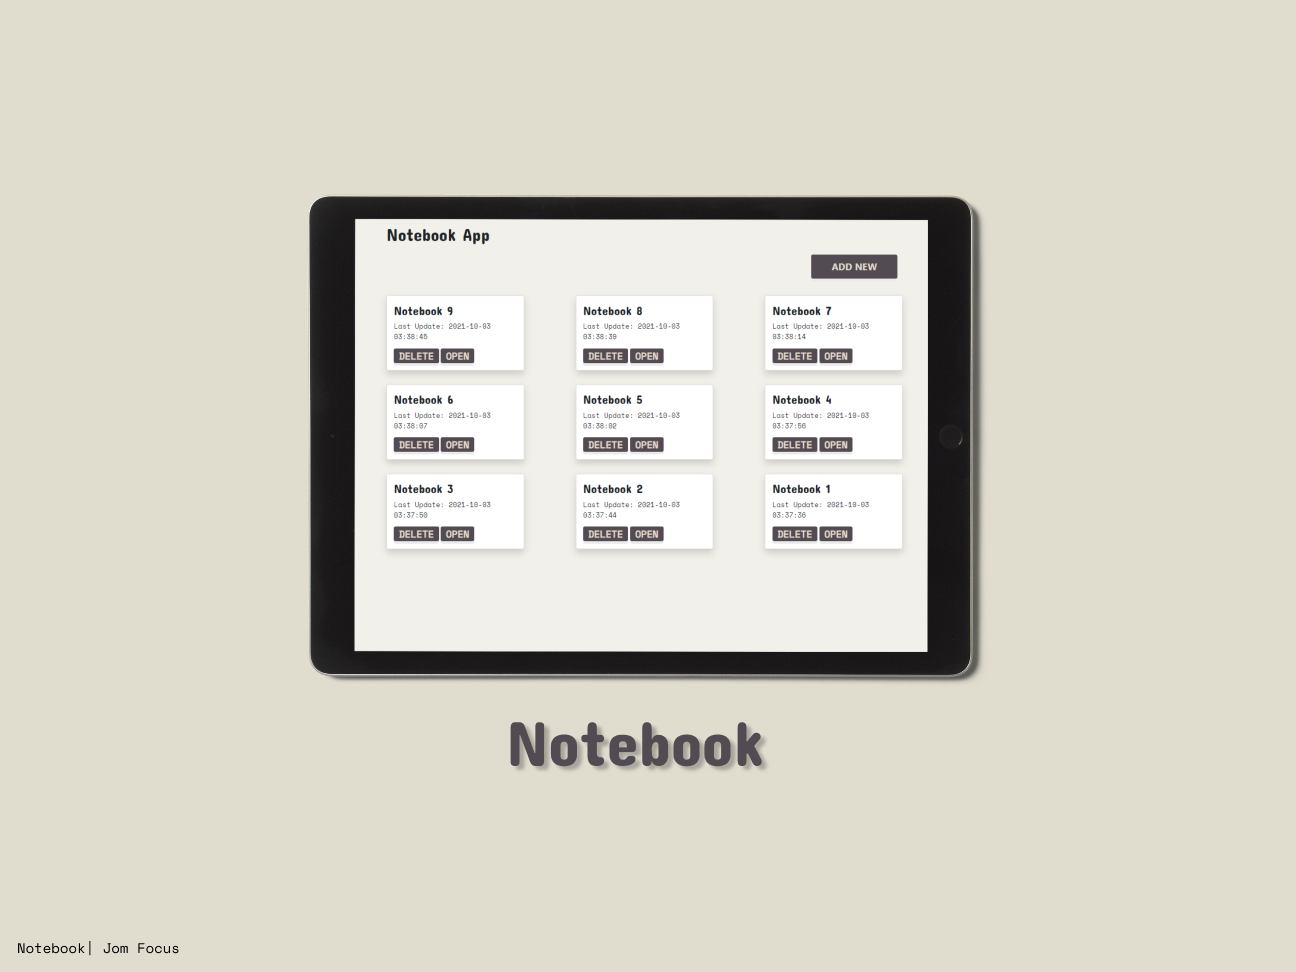 Notebook App
ADD NEW
Notebook 9
Last Update: 2021-10-03
03:38:45
DELETE OPEN
Notebook 8
Last Update: 2021-10-03
03:38:39
DELETE OPEN
Notebook 7
Last Update: 2021-10-03
03:38:14
DELETE OPEN
Notebook 6
Last Update: 2021-10-03
03:38:07
DELETE OPEN
Notebook 5
Last Update: 2021-10-03
03:38:02
DELETE OPEN
Notebook 4
Last Update: 2021-10-03
03:37:56
DELETE OPEN
Notebook 3
Last Update: 2021-10-03
03:37:50
DELETE OPEN
Notebook 2
Last Update: 2021-10-03
03:37:44
DELETE OPEN
Notebook 1
Last Update: 2021-10-03
03:37:36
DELETE OPEN
Notebook
Notebook| Jom Focus